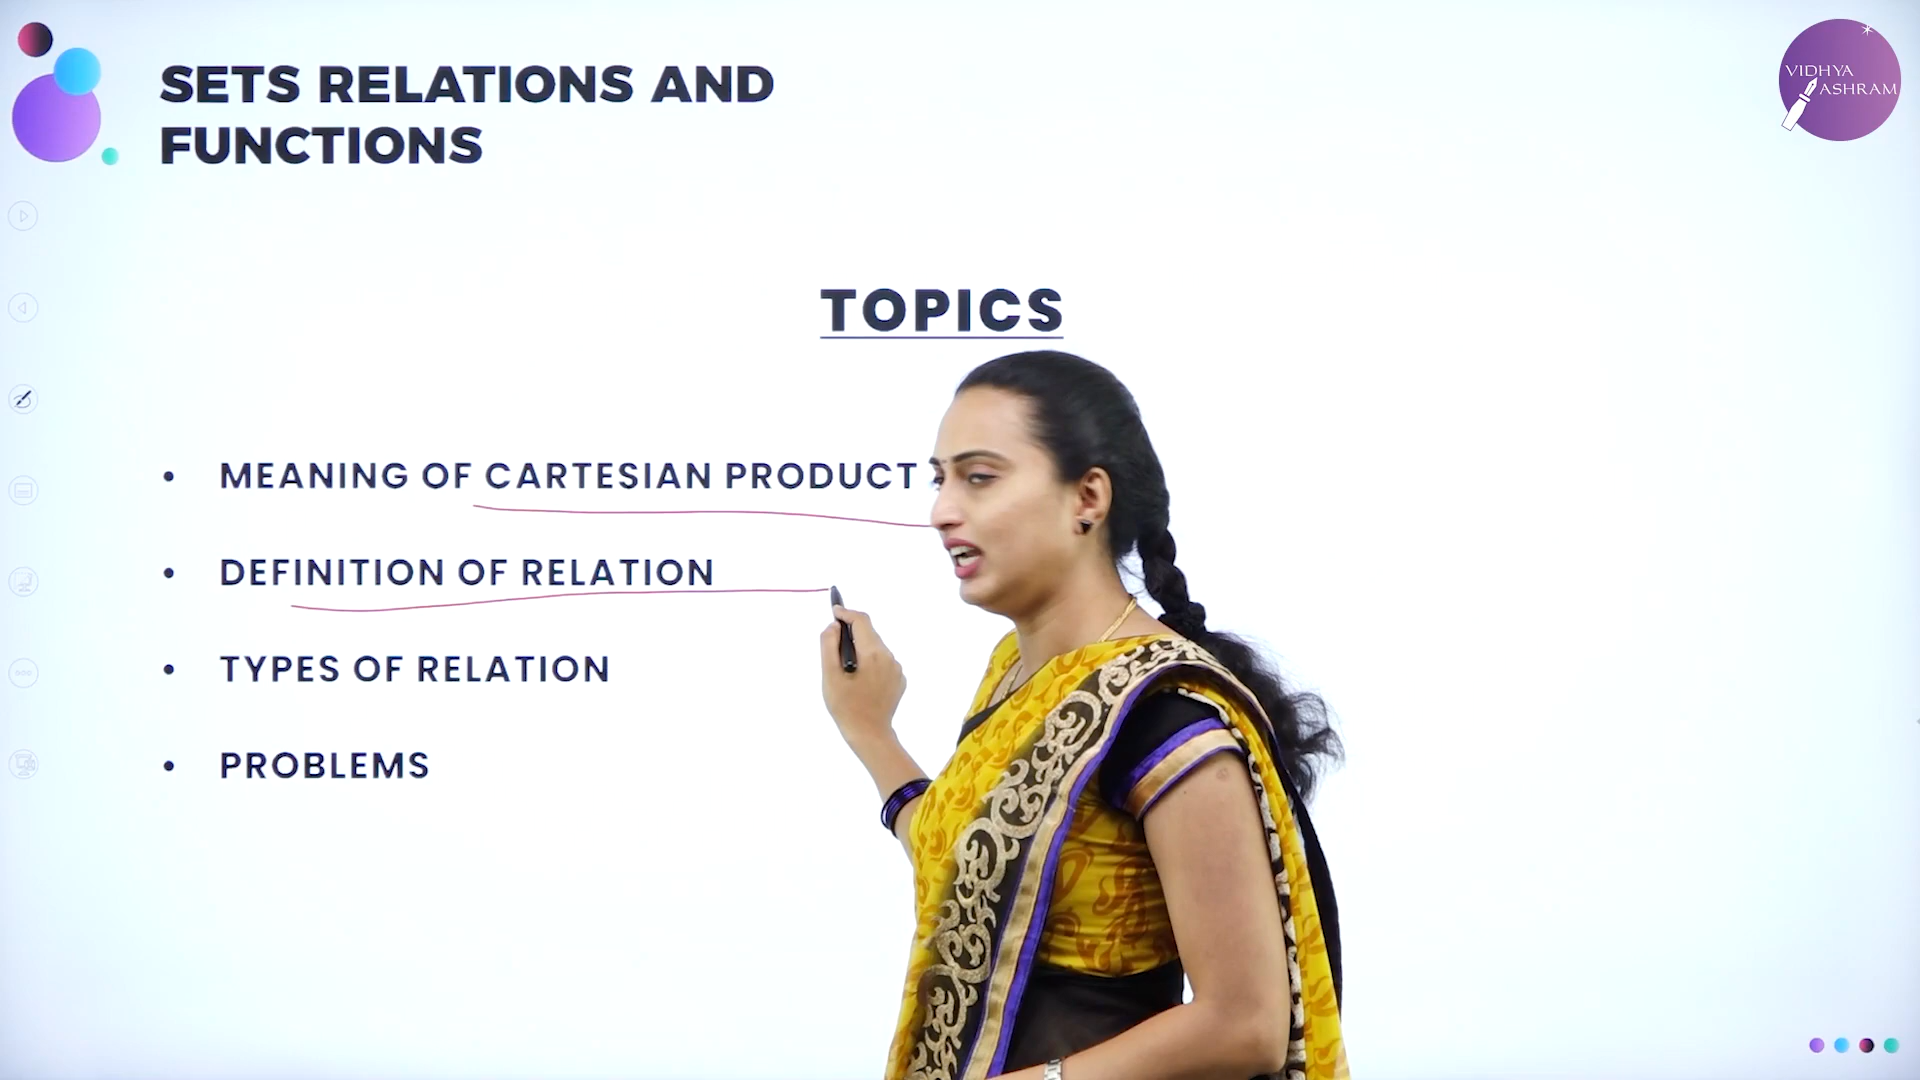 SETS RELATIONS AND
FUNCTIONS
VIDHYA
ASHRAM
TOPICS
• MEANING OF CARTESIAN PRODUCT
• DEFINITION OF RELATION
• TYPES OF RELATION
• PROBLEMS